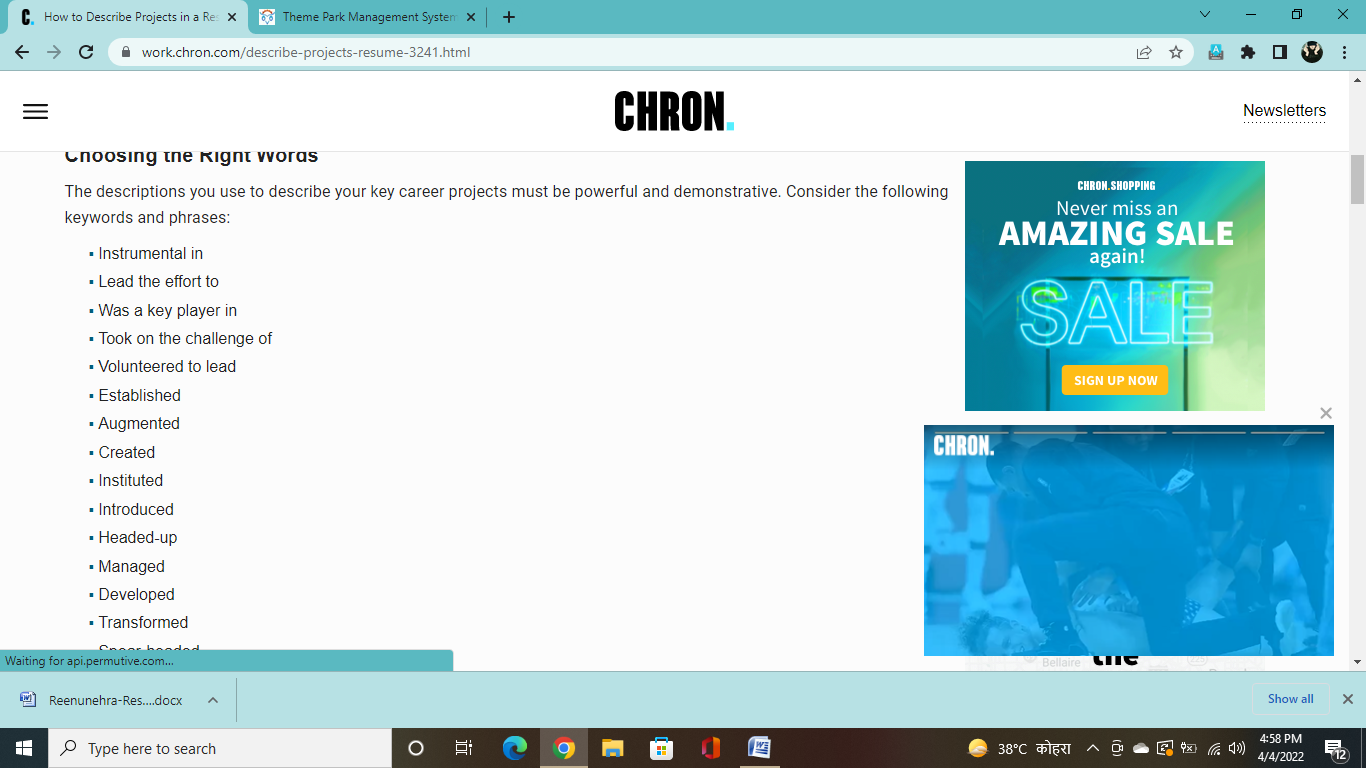 How to Describe Projects in a Res
Theme Park Management System
work.chron.com/describe-projects-resume-3241.html
CHRON.
Newsletters
Choosing the Right Words
The descriptions you use to describe your key career projects must be powerful and demonstrative. Consider the following
keywords and phrases:
▪ Instrumental in
▪ Lead the effort to
▪ Was a key player in
▪ Took on the challenge of
▪ Volunteered to lead
▪ Established
▪ Augmented
▪ Created
▪ Instituted
▪ Introduced
▪ Headed-up
▪ Managed
▪ Developed
▪ Transformed
▪ Spear-headed
CHRON.SHOPPING
Never miss an
AMAZING SALE
again!
SALE
SIGN UP NOW
CHRON.
Bellaire
the
Waiting for api.permutive.com...
Reenunehra-Res....docx
Show all
Type here to search
38°C कोहरा
4:58 PM
4/4/2022
12